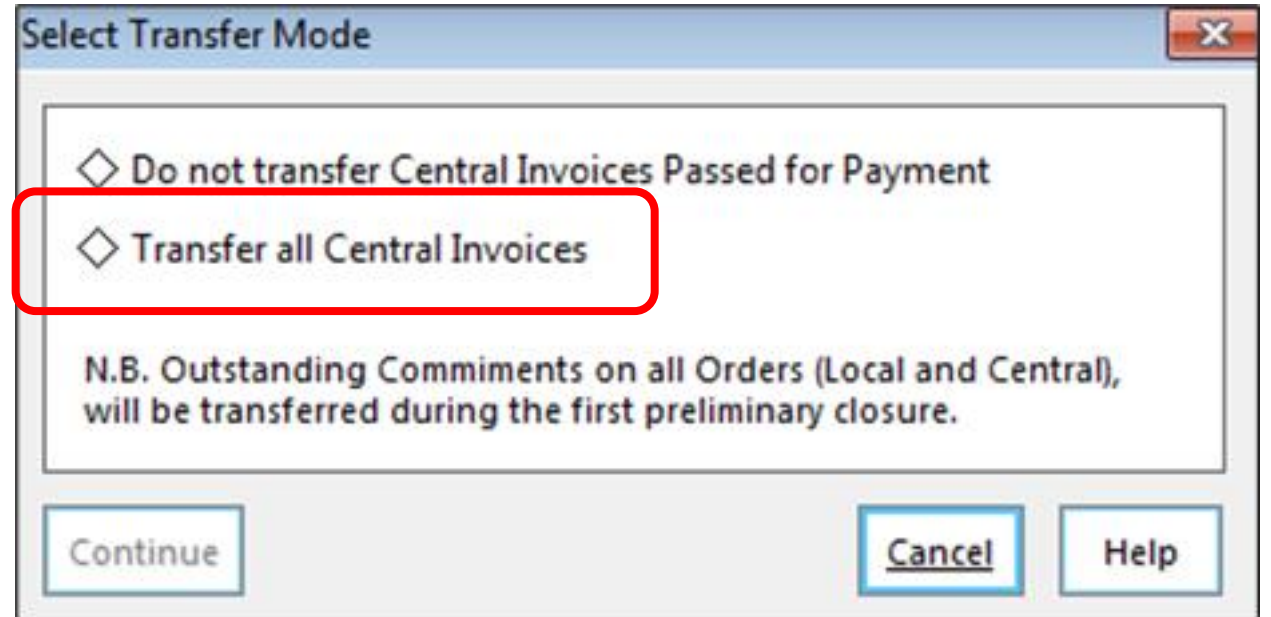 Select Transfer Mode
Do not transfer Central Invoices Passed for Payment
Transfer all Central Invoices
N.B. Outstanding Commiments on all Orders (Local and Central),
will be transferred during the first preliminary closure.
Continue Cancel Help